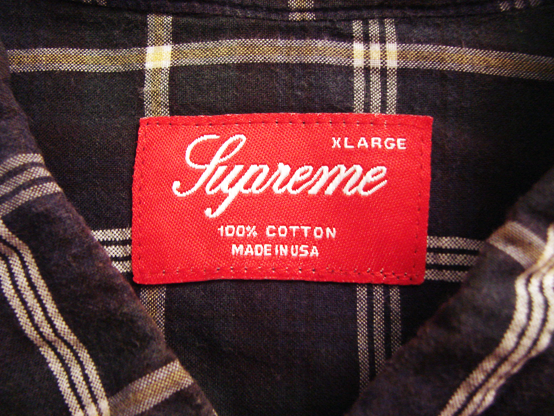 XLARGE
Supreme
100% COTTON
MADE IN USA